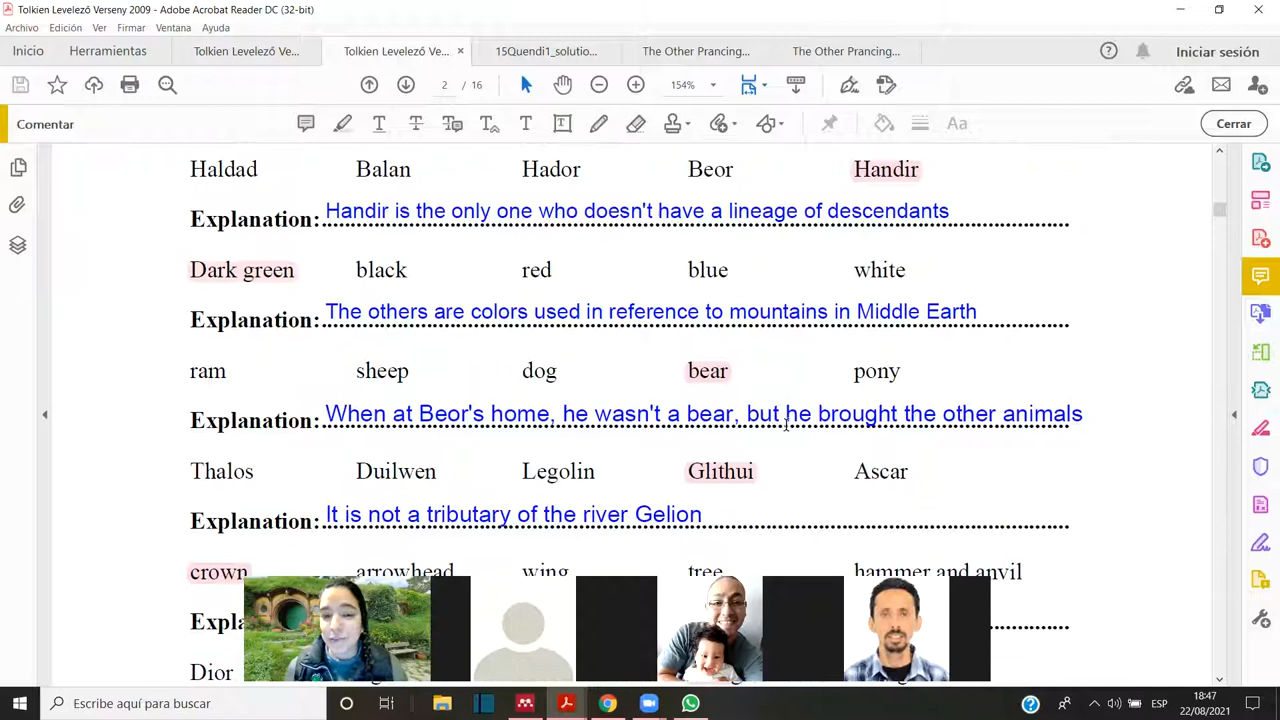 Tolkien Levelező Verseny 2009 - Adobe Acrobat Reader DC (32-bit)
Archivo Edición Ver Firmar Ventana Ayuda
Inicio Herramientas Tolkien Levelező Ve... Tolkien Levelező Ve... × 15Quendi1_solutio... The Other Prancing... The Other Prancing... Iniciar sesión
2 / 16 154%
Comentar Cerrar
Haldad Balan Hador Beor Handir
Explanation: Handir is the only one who doesn't have a lineage of descendants
Dark green black red blue white
Explanation: The others are colors used in reference to mountains in Middle Earth
ram sheep dog bear pony
Explanation: When at Beor's home, he wasn't a bear, but he brought the other animals
Thalos Duilwen Legolin Glithui Ascar
Explanation: It is not a tributary of the river Gelion
crown arrowhead wing tree hammer and anvil
Dior
Escribe aquí para buscar
ESP
18:47
22/08/2021